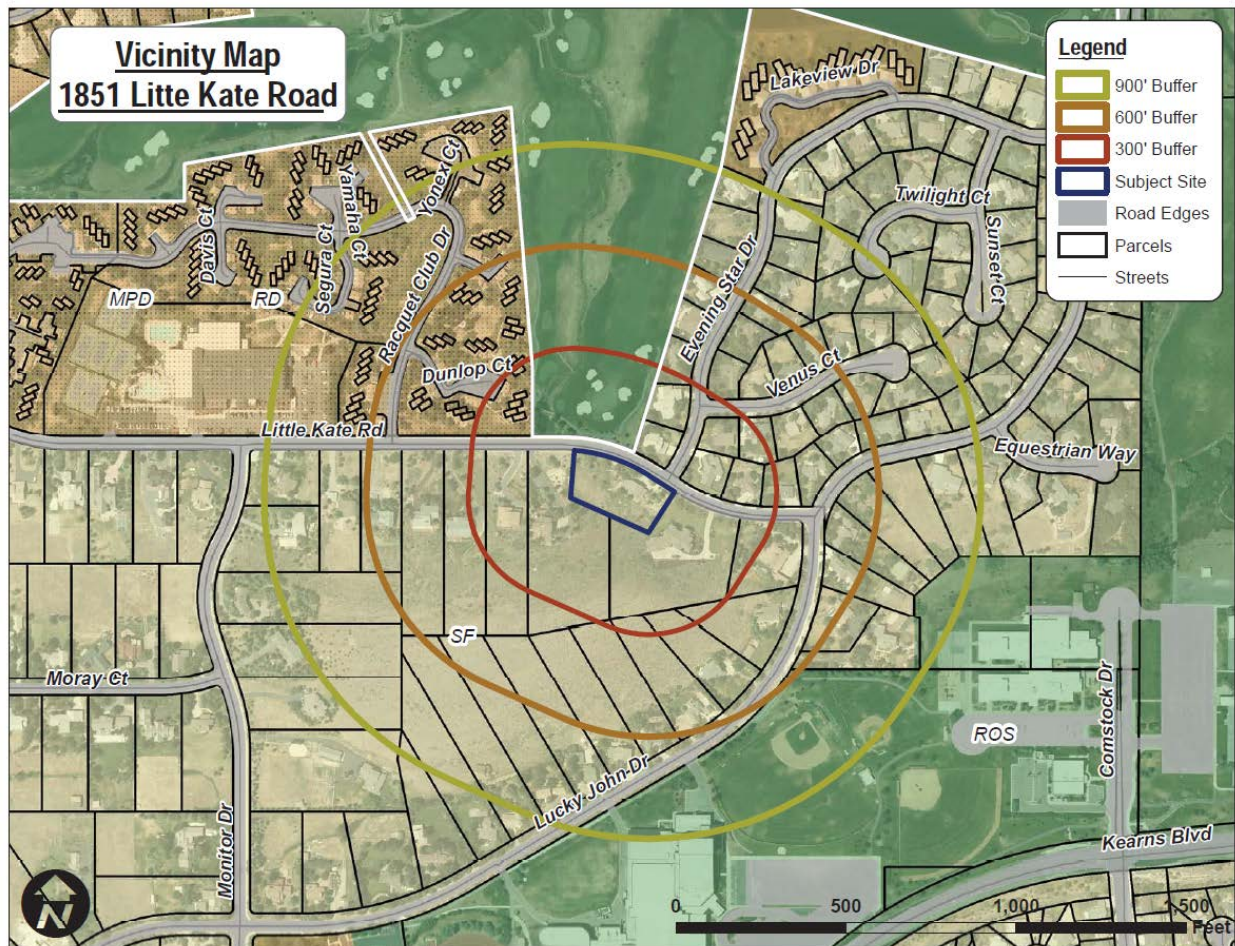 Vicinity Map
1851 Litte Kate Road
Legend
900' Buffer
600' Buffer
300' Buffer
Subject Site
Road Edges
Parcels
Streets
Lakeview Dr
Yonex Ct
Yamaha Ct
Twilight Ct
Davis Ct
Segura Ct
Racquet Club Dr
Sunset Ct
Evening Star Dr
MPD
RD
Dunlop Ct
Venus Ct
Little Kate Rd
Equestrian Way
SF
Moray Ct
ROS
Comstock Dr
Lucky John Dr
Monitor Dr
Kearns Blvd
N
0 500 1,000 1,500
Feet